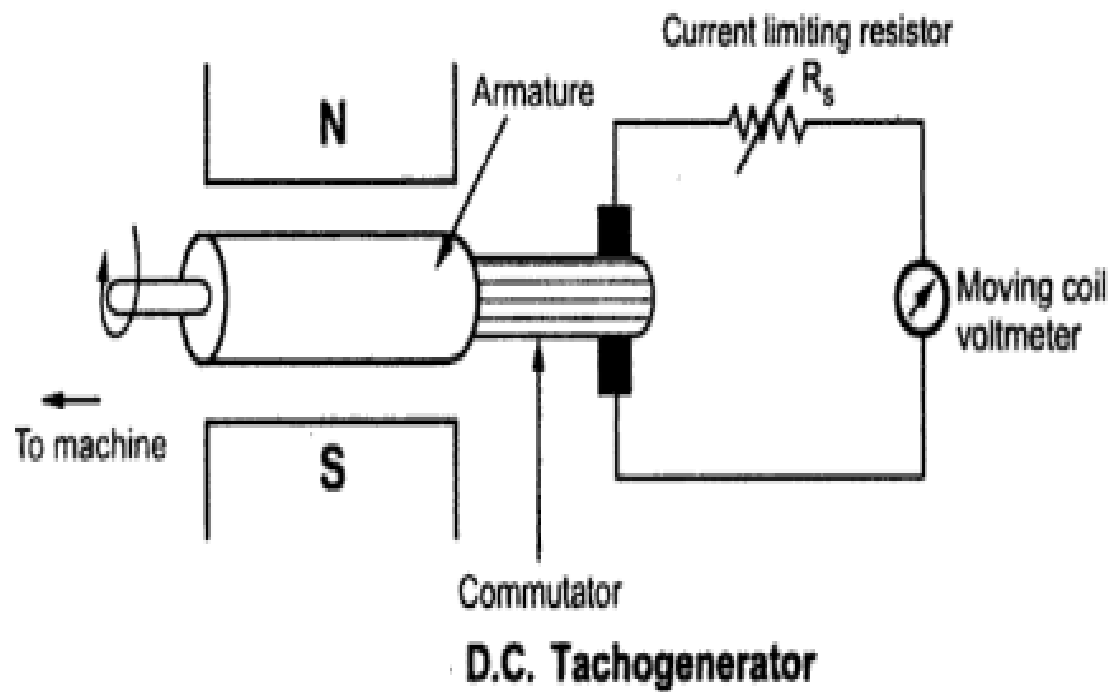 Current limiting resistor
Rs
N
Armature
Moving coil
voltmeter
To machine
S
Commutator
D.C. Tachogenerator